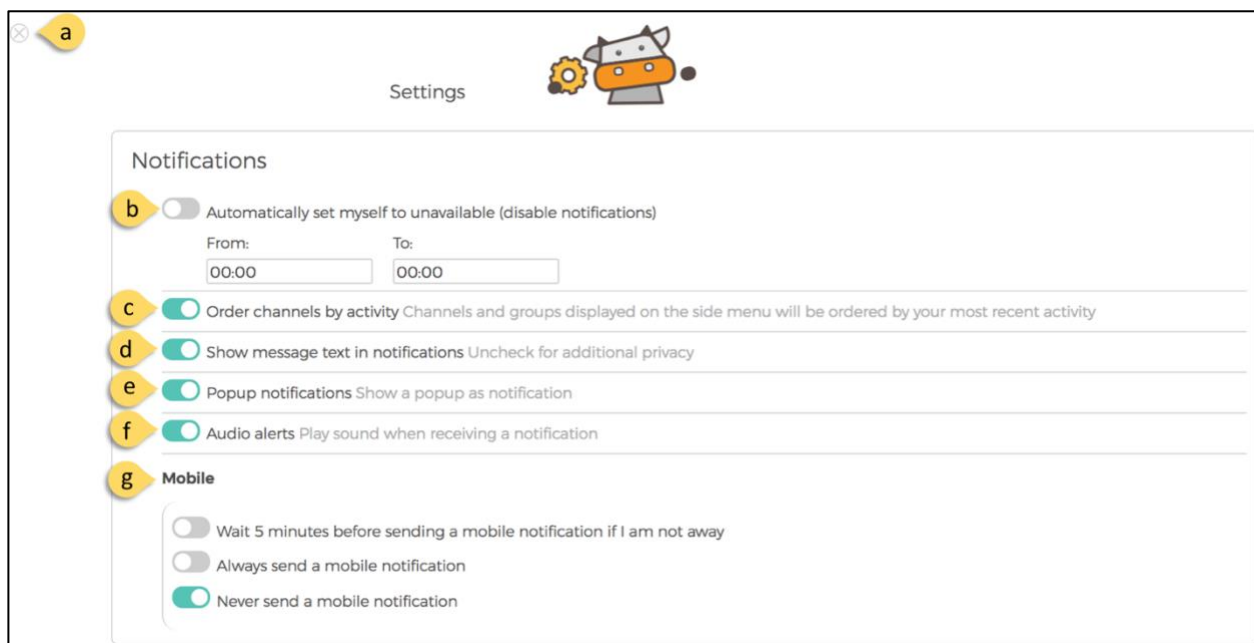 a
Settings
Notifications
b Automatically set myself to unavailable (disable notifications)
From: To:
00:00 00:00
c Order channels by activity Channels and groups displayed on the side menu will be ordered by your most recent activity
d Show message text in notifications Uncheck for additional privacy
e Popup notifications Show a popup as notification
f Audio alerts Play sound when receiving a notification
g Mobile
Wait 5 minutes before sending a mobile notification if I am not away
Always send a mobile notification
Never send a mobile notification